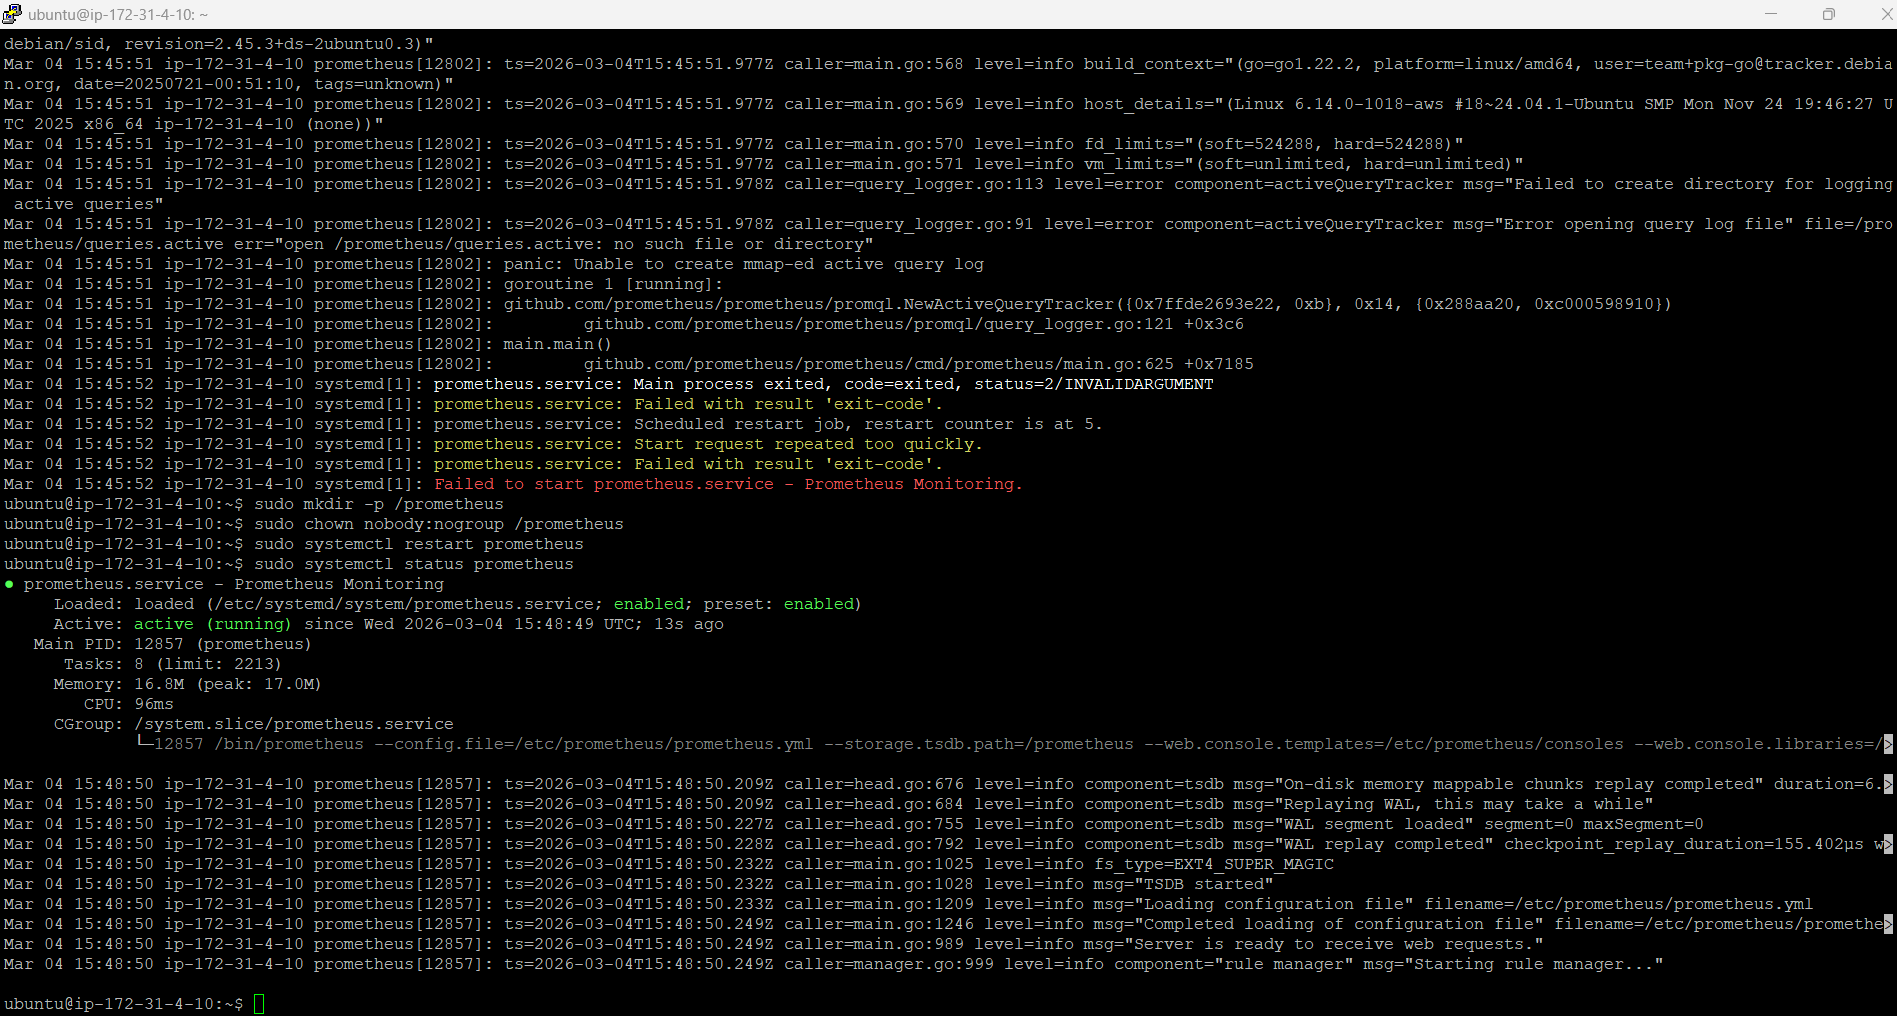 ubuntu@ip-172-31-4-10: ~
debian/sid, revision=2.45.3+ds-2ubuntu0.3)"
Mar 04 15:45:51 ip-172-31-4-10 prometheus[12802]: ts=2026-03-04T15:45:51.977Z caller=main.go:568 level=info build_context="(go=go1.22.2, platform=linux/amd64, user=team+pkg-go@tracker.debia
n.org, date=20250721-00:51:10, tags=unknown)"
Mar 04 15:45:51 ip-172-31-4-10 prometheus[12802]: ts=2026-03-04T15:45:51.977Z caller=main.go:569 level=info host_details="(Linux 6.14.0-1018-aws #18~24.04.1-Ubuntu SMP Mon Nov 24 19:46:27 U
TC 2025 x86_64 ip-172-31-4-10 (none))"
Mar 04 15:45:51 ip-172-31-4-10 prometheus[12802]: ts=2026-03-04T15:45:51.977Z caller=main.go:570 level=info fd_limits="(soft=524288, hard=524288)"
Mar 04 15:45:51 ip-172-31-4-10 prometheus[12802]: ts=2026-03-04T15:45:51.977Z caller=main.go:571 level=info vm_limits="(soft=unlimited, hard=unlimited)"
Mar 04 15:45:51 ip-172-31-4-10 prometheus[12802]: ts=2026-03-04T15:45:51.978Z caller=query_logger.go:113 level=error component=activeQueryTracker msg="Failed to create directory for logging
 active queries"
Mar 04 15:45:51 ip-172-31-4-10 prometheus[12802]: ts=2026-03-04T15:45:51.978Z caller=query_logger.go:91 level=error component=activeQueryTracker msg="Error opening query log file" file=/pro
metheus/queries.active err="open /prometheus/queries.active: no such file or directory"
Mar 04 15:45:51 ip-172-31-4-10 prometheus[12802]: panic: Unable to create mmap-ed active query log
Mar 04 15:45:51 ip-172-31-4-10 prometheus[12802]: goroutine 1 [running]:
Mar 04 15:45:51 ip-172-31-4-10 prometheus[12802]: github.com/prometheus/prometheus/promql.NewActiveQueryTracker({0x7ffde2693e22, 0xb}, 0x14, {0x288aa20, 0xc000598910})
Mar 04 15:45:51 ip-172-31-4-10 prometheus[12802]:         github.com/prometheus/prometheus/promql/query_logger.go:121 +0x3c6
Mar 04 15:45:51 ip-172-31-4-10 prometheus[12802]: main.main()
Mar 04 15:45:51 ip-172-31-4-10 prometheus[12802]:         github.com/prometheus/prometheus/cmd/prometheus/main.go:625 +0x7185
Mar 04 15:45:52 ip-172-31-4-10 systemd[1]: prometheus.service: Main process exited, code=exited, status=2/INVALIDARGUMENT
Mar 04 15:45:52 ip-172-31-4-10 systemd[1]: prometheus.service: Failed with result 'exit-code'.
Mar 04 15:45:52 ip-172-31-4-10 systemd[1]: prometheus.service: Scheduled restart job, restart counter is at 5.
Mar 04 15:45:52 ip-172-31-4-10 systemd[1]: prometheus.service: Start request repeated too quickly.
Mar 04 15:45:52 ip-172-31-4-10 systemd[1]: prometheus.service: Failed with result 'exit-code'.
Mar 04 15:45:52 ip-172-31-4-10 systemd[1]: Failed to start prometheus.service - Prometheus Monitoring.
ubuntu@ip-172-31-4-10:~$ sudo mkdir -p /prometheus
ubuntu@ip-172-31-4-10:~$ sudo chown nobody:nogroup /prometheus
ubuntu@ip-172-31-4-10:~$ sudo systemctl restart prometheus
ubuntu@ip-172-31-4-10:~$ sudo systemctl status prometheus
● prometheus.service - Prometheus Monitoring
     Loaded: loaded (/etc/systemd/system/prometheus.service; enabled; preset: enabled)
     Active: active (running) since Wed 2026-03-04 15:48:49 UTC; 13s ago
   Main PID: 12857 (prometheus)
      Tasks: 8 (limit: 2213)
     Memory: 16.8M (peak: 17.0M)
        CPU: 96ms
     CGroup: /system.slice/prometheus.service
             └─12857 /bin/prometheus --config.file=/etc/prometheus/prometheus.yml --storage.tsdb.path=/prometheus --web.console.templates=/etc/prometheus/consoles --web.console.libraries=/>
Mar 04 15:48:50 ip-172-31-4-10 prometheus[12857]: ts=2026-03-04T15:48:50.209Z caller=head.go:676 level=info component=tsdb msg="On-disk memory mappable chunks replay completed" duration=6.>
Mar 04 15:48:50 ip-172-31-4-10 prometheus[12857]: ts=2026-03-04T15:48:50.209Z caller=head.go:684 level=info component=tsdb msg="Replaying WAL, this may take a while"
Mar 04 15:48:50 ip-172-31-4-10 prometheus[12857]: ts=2026-03-04T15:48:50.227Z caller=head.go:755 level=info component=tsdb msg="WAL segment loaded" segment=0 maxSegment=0
Mar 04 15:48:50 ip-172-31-4-10 prometheus[12857]: ts=2026-03-04T15:48:50.228Z caller=head.go:792 level=info component=tsdb msg="WAL replay completed" checkpoint_replay_duration=155.402µs w>
Mar 04 15:48:50 ip-172-31-4-10 prometheus[12857]: ts=2026-03-04T15:48:50.232Z caller=main.go:1025 level=info fs_type=EXT4_SUPER_MAGIC
Mar 04 15:48:50 ip-172-31-4-10 prometheus[12857]: ts=2026-03-04T15:48:50.232Z caller=main.go:1028 level=info msg="TSDB started"
Mar 04 15:48:50 ip-172-31-4-10 prometheus[12857]: ts=2026-03-04T15:48:50.233Z caller=main.go:1209 level=info msg="Loading configuration file" filename=/etc/prometheus/prometheus.yml
Mar 04 15:48:50 ip-172-31-4-10 prometheus[12857]: ts=2026-03-04T15:48:50.249Z caller=main.go:1246 level=info msg="Completed loading of configuration file" filename=/etc/prometheus/promethe>
Mar 04 15:48:50 ip-172-31-4-10 prometheus[12857]: ts=2026-03-04T15:48:50.249Z caller=main.go:989 level=info msg="Server is ready to receive web requests."
Mar 04 15:48:50 ip-172-31-4-10 prometheus[12857]: ts=2026-03-04T15:48:50.249Z caller=manager.go:999 level=info component="rule manager" msg="Starting rule manager..."
ubuntu@ip-172-31-4-10:~$